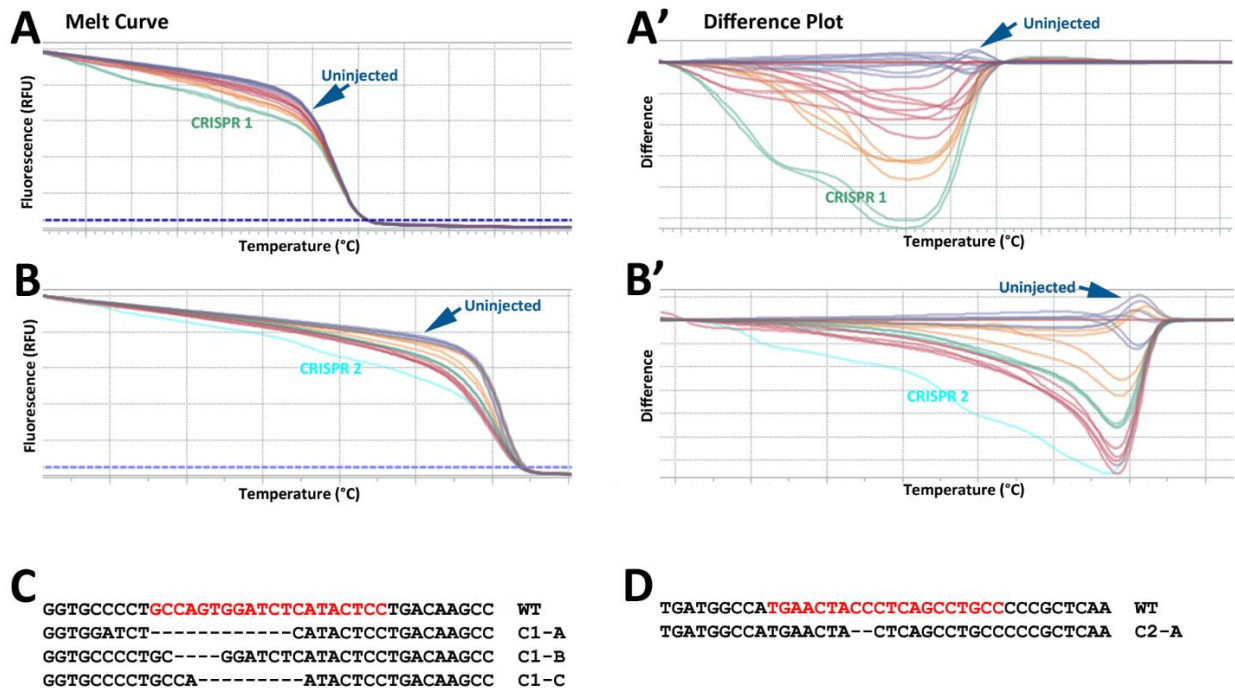 A Melt Curve
Fluorescence (RFU)
Uninjected
CRISPR 1
Temperature (°C)
A' Difference Plot
Difference
Uninjected
CRISPR 1
Temperature (°C)
B
Fluorescence (RFU)
Uninjected
CRISPR 2
Temperature (°C)
B'
Difference
Uninjected
CRISPR 2
Temperature (°C)
C
GGTGCCCCTGCCAGTGGATCTCATACTCCTGACAAGCC WT
GGTGGATCT------------CATACTCCTGACAAGCC C1-A
GGTGCCCCTGC----GGATCTCATACTCCTGACAAGCC C1-B
GGTGCCCCTGCCA---------ATACTCCTGACAAGCC C1-C
D
TGATGGCCATGAACTACCCTCAGCCTGCCCCCGCTCAA WT
TGATGGCCATGAACTA--CTCAGCCTGCCCCCGCTCAA C2-A